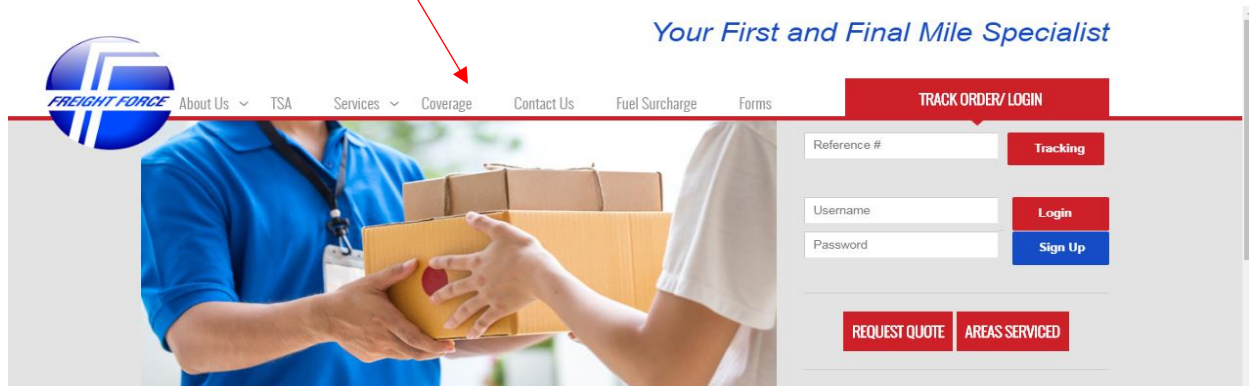 Your First and Final Mile Specialist
FREIGHT FORCE
About Us TSA Services Coverage Contact Us Fuel Surcharge Forms
TRACK ORDER/ LOGIN
Reference # Tracking
Username Login
Password Sign Up
REQUEST QUOTE AREAS SERVICED